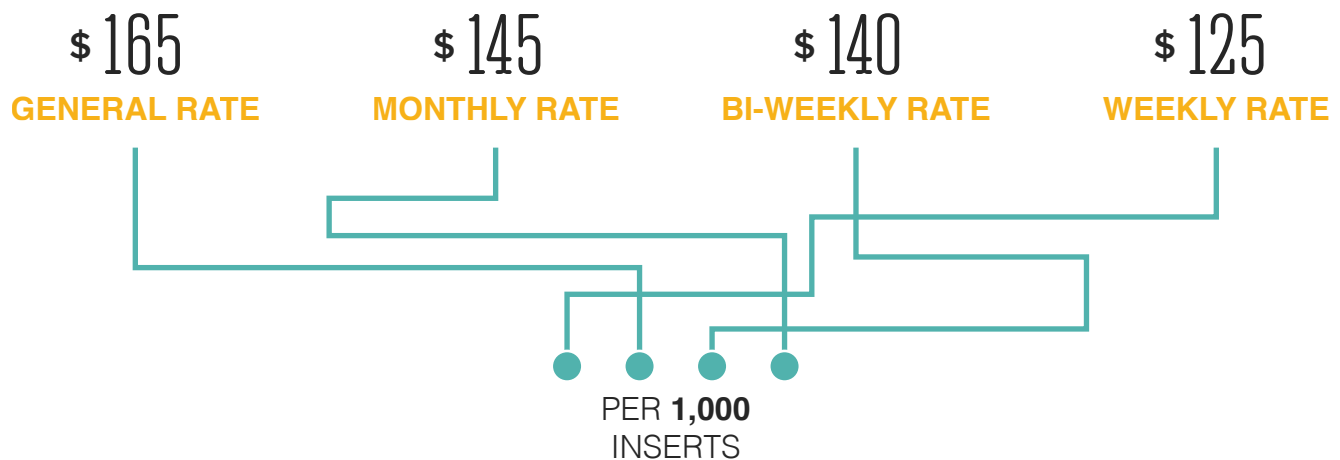 $ 165 $ 145 $ 140 $ 125
GENERAL RATE MONTHLY RATE BI-WEEKLY RATE WEEKLY RATE
PER 1,000
INSERTS